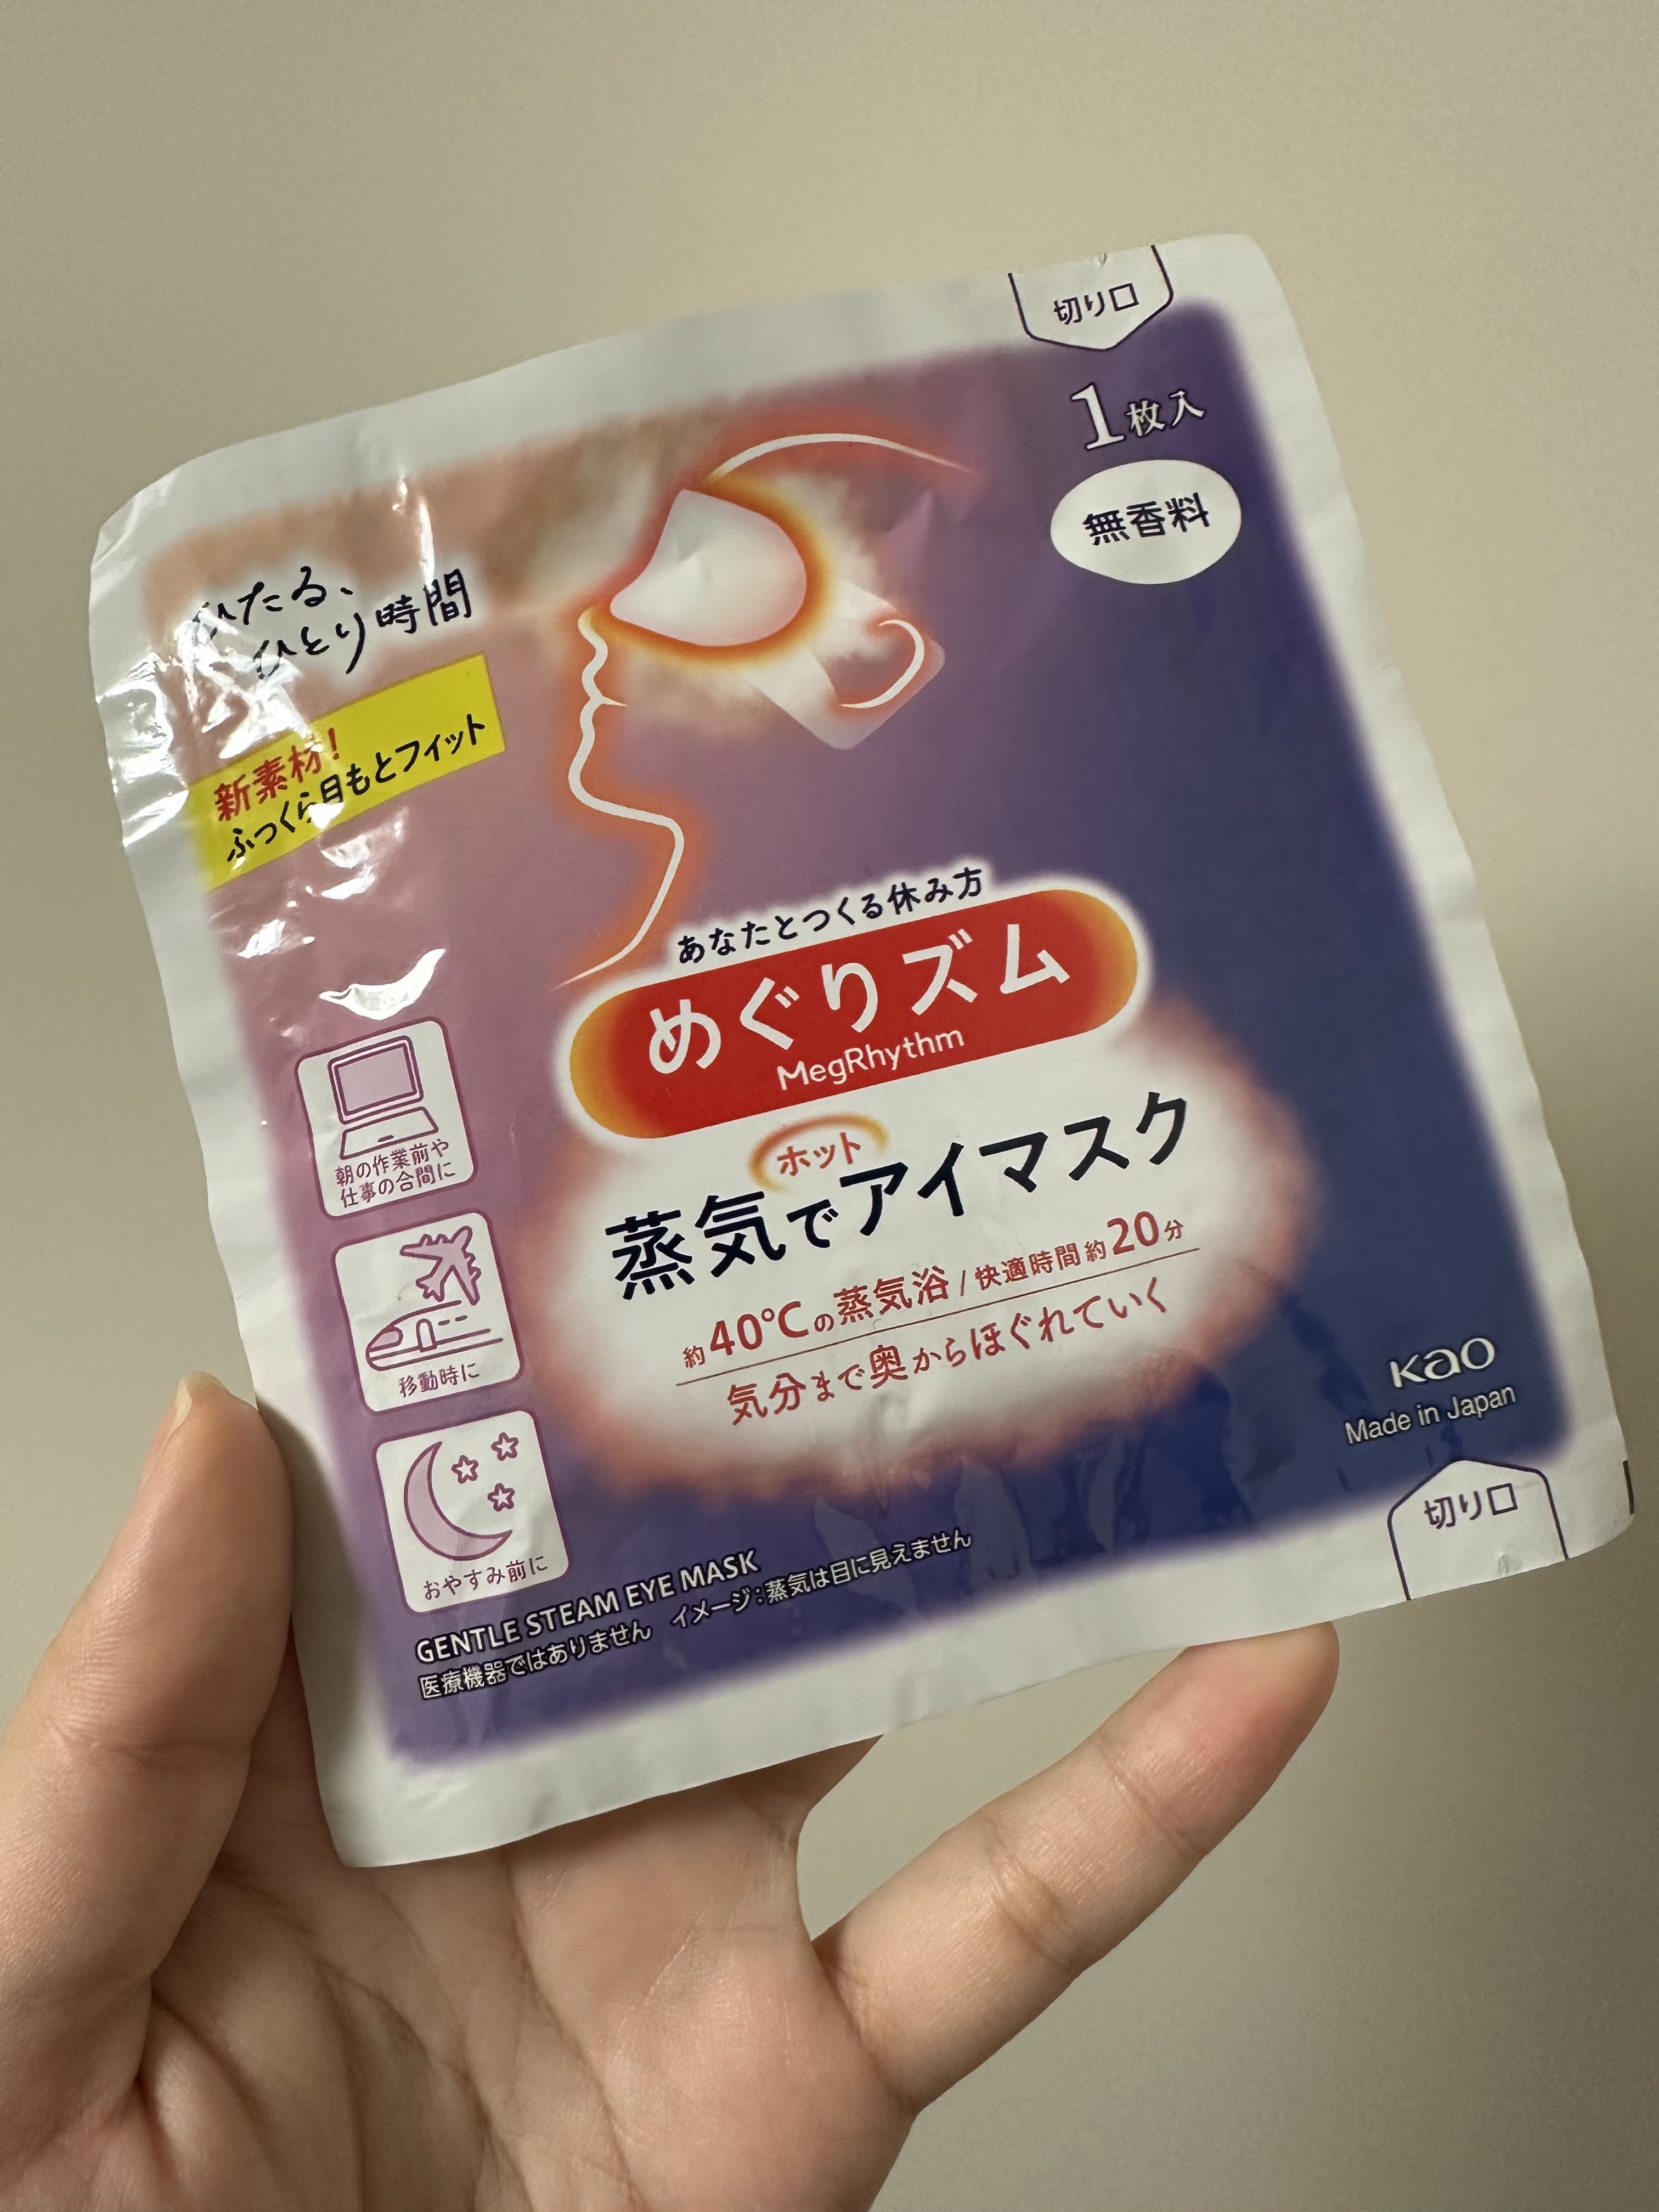 切り口
1枚入
無香料
ひたる、
ひとり時間
新素材！
ふっくら目もとフィット
あなたとつくる休み方
めぐりズム
MegRhythm
ホット
蒸気でアイマスク
約40℃の蒸気浴/快適時間約20分
気分まで奥からほぐれていく
朝の作業前や
仕事の合間に
移動時に
おやすみ前に
Kao
Made in Japan
切り口
GENTLE STEAM EYE MASK
医療機器ではありません　イメージ：蒸気は目に見えません